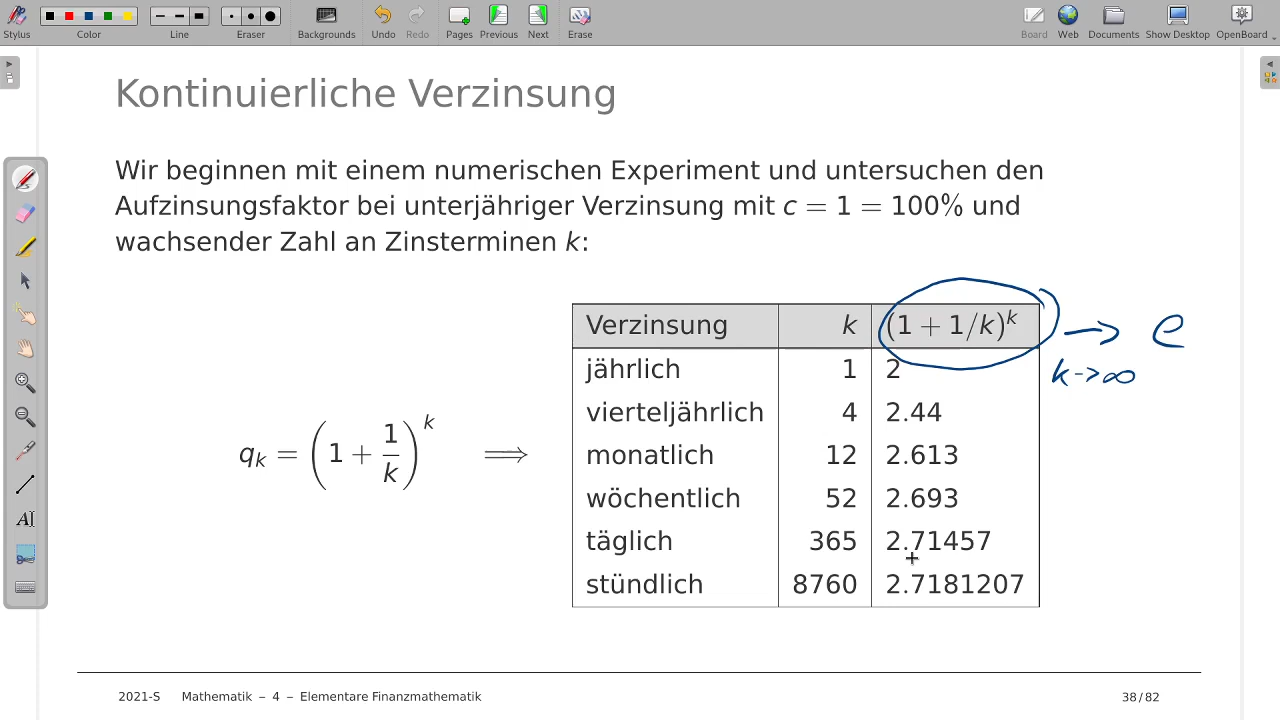 Stylus Color Line Eraser Backgrounds Undo Redo Pages Previous Next Erase Board Web Documents Show Desktop OpenBoard
Kontinuierliche Verzinsung
Wir beginnen mit einem numerischen Experiment und untersuchen den
Aufzinsungsfaktor bei unterjähriger Verzinsung mit c = 1 = 100% und
wachsender Zahl an Zinsterminen k:
q_k = (1 + 1/k)^k ⟹
Verzinsung k (1 + 1/k)^k → e
k→∞
jährlich 1 2
vierteljährlich 4 2.44
monatlich 12 2.613
wöchentlich 52 2.693
täglich 365 2.71457
stündlich 8760 2.7181207
2021-S Mathematik – 4 – Elementare Finanzmathematik 38/82